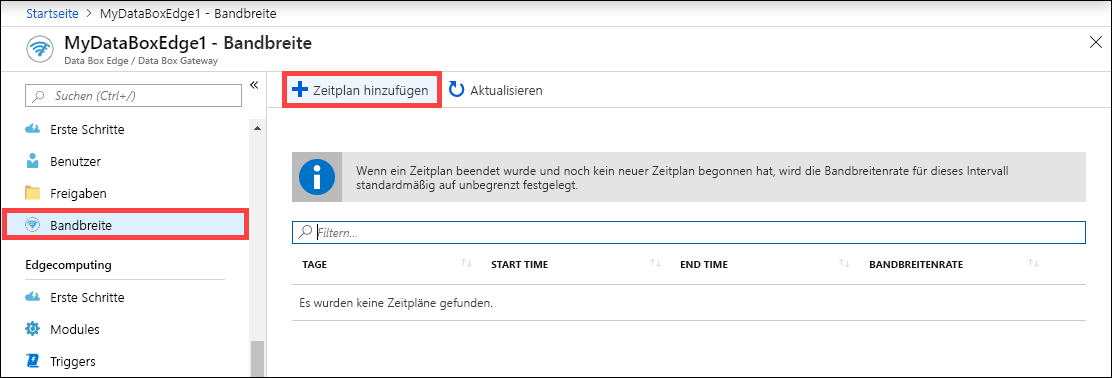 Startseite > MyDataBoxEdge1 - Bandbreite
MyDataBoxEdge1 - Bandbreite
Data Box Edge / Data Box Gateway
Suchen (Ctrl+/)
Erste Schritte
Benutzer
Freigaben
Bandbreite
Edgecomputing
Erste Schritte
Modules
Triggers
Zeitplan hinzufügen Aktualisieren
Wenn ein Zeitplan beendet wurde und noch kein neuer Zeitplan begonnen hat, wird die Bandbreitenrate für dieses Intervall
standardmäßig auf unbegrenzt festgelegt.
Filtern...
TAGE START TIME END TIME BANDBREITENRATE
Es wurden keine Zeitpläne gefunden.